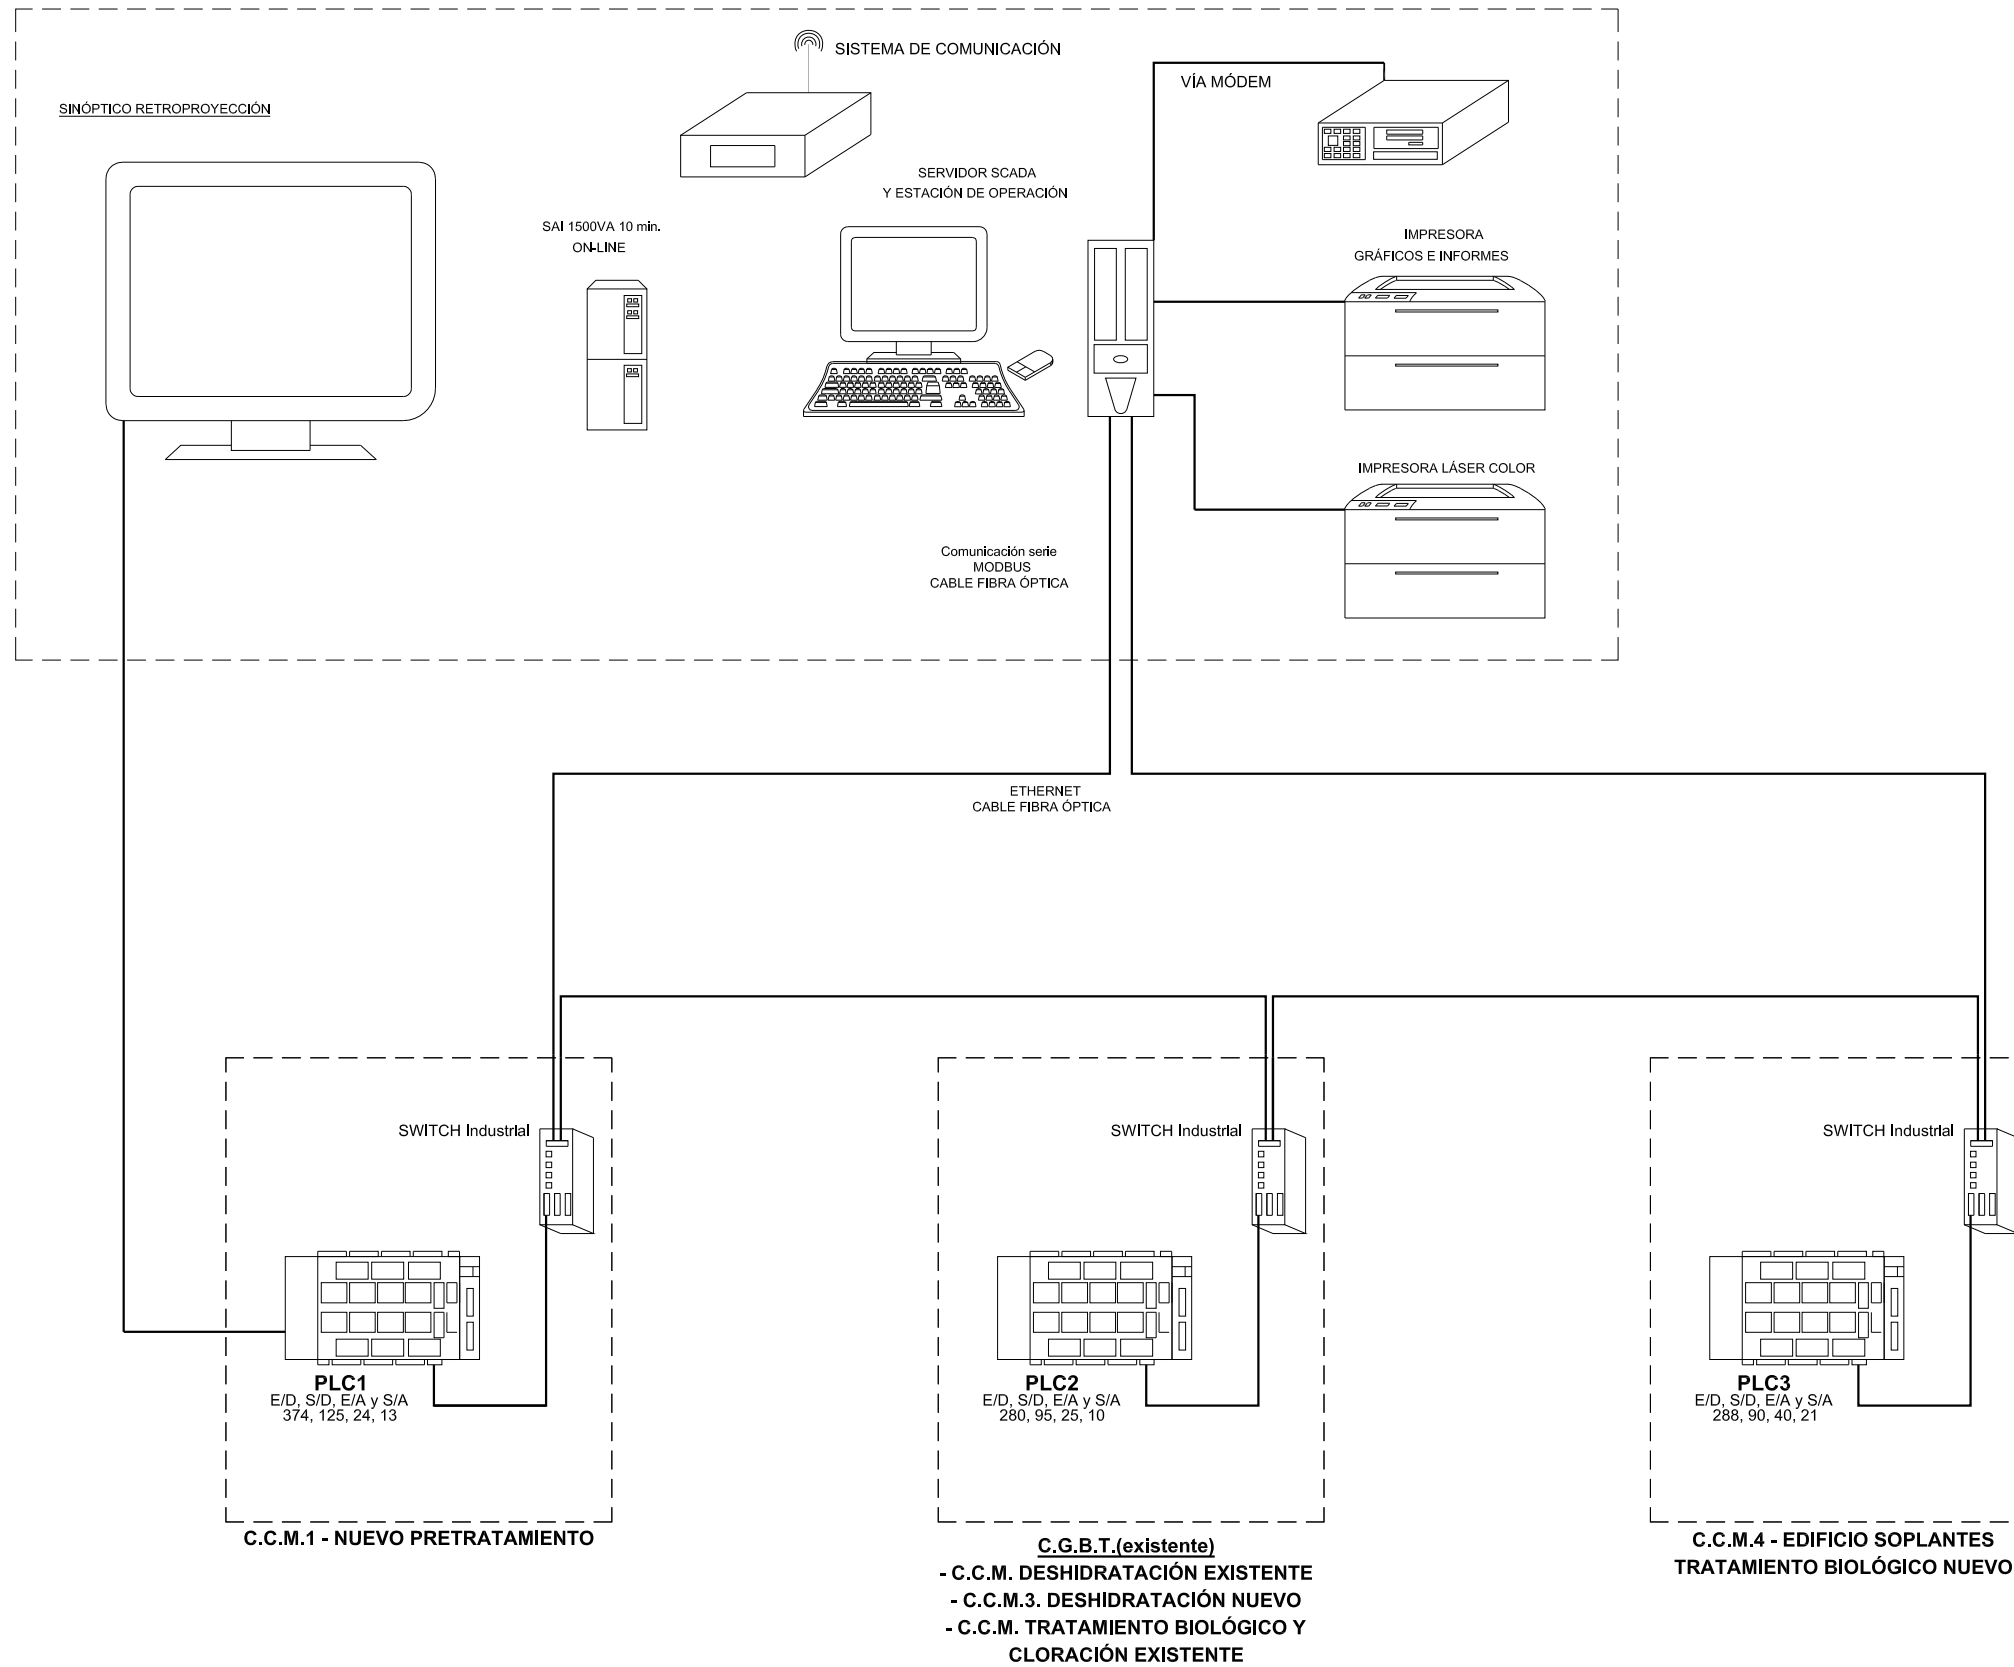 SISTEMA DE COMUNICACIÓN
VÍA MÓDEM
SINÓPTICO RETROPROYECCIÓN
SERVIDOR SCADA
Y ESTACIÓN DE OPERACIÓN
SAI 1500VA 10 min.
ON-LINE
IMPRESORA
GRÁFICOS E INFORMES
IMPRESORA LÁSER COLOR
Comunicación serie
MODBUS
CABLE FIBRA ÓPTICA
ETHERNET
CABLE FIBRA ÓPTICA
SWITCH Industrial
SWITCH Industrial
SWITCH Industrial
PLC1
E/D, S/D, E/A y S/A
374, 125, 24, 13
PLC2
E/D, S/D, E/A y S/A
280, 95, 25, 10
PLC3
E/D, S/D, E/A y S/A
288, 90, 40, 21
C.C.M.1 - NUEVO PRETRATAMIENTO
C.G.B.T.(existente)
- C.C.M. DESHIDRATACIÓN EXISTENTE
- C.C.M.3. DESHIDRATACIÓN NUEVO
- C.C.M. TRATAMIENTO BIOLÓGICO Y
CLORACIÓN EXISTENTE
C.C.M.4 - EDIFICIO SOPLANTES
TRATAMIENTO BIOLÓGICO NUEVO